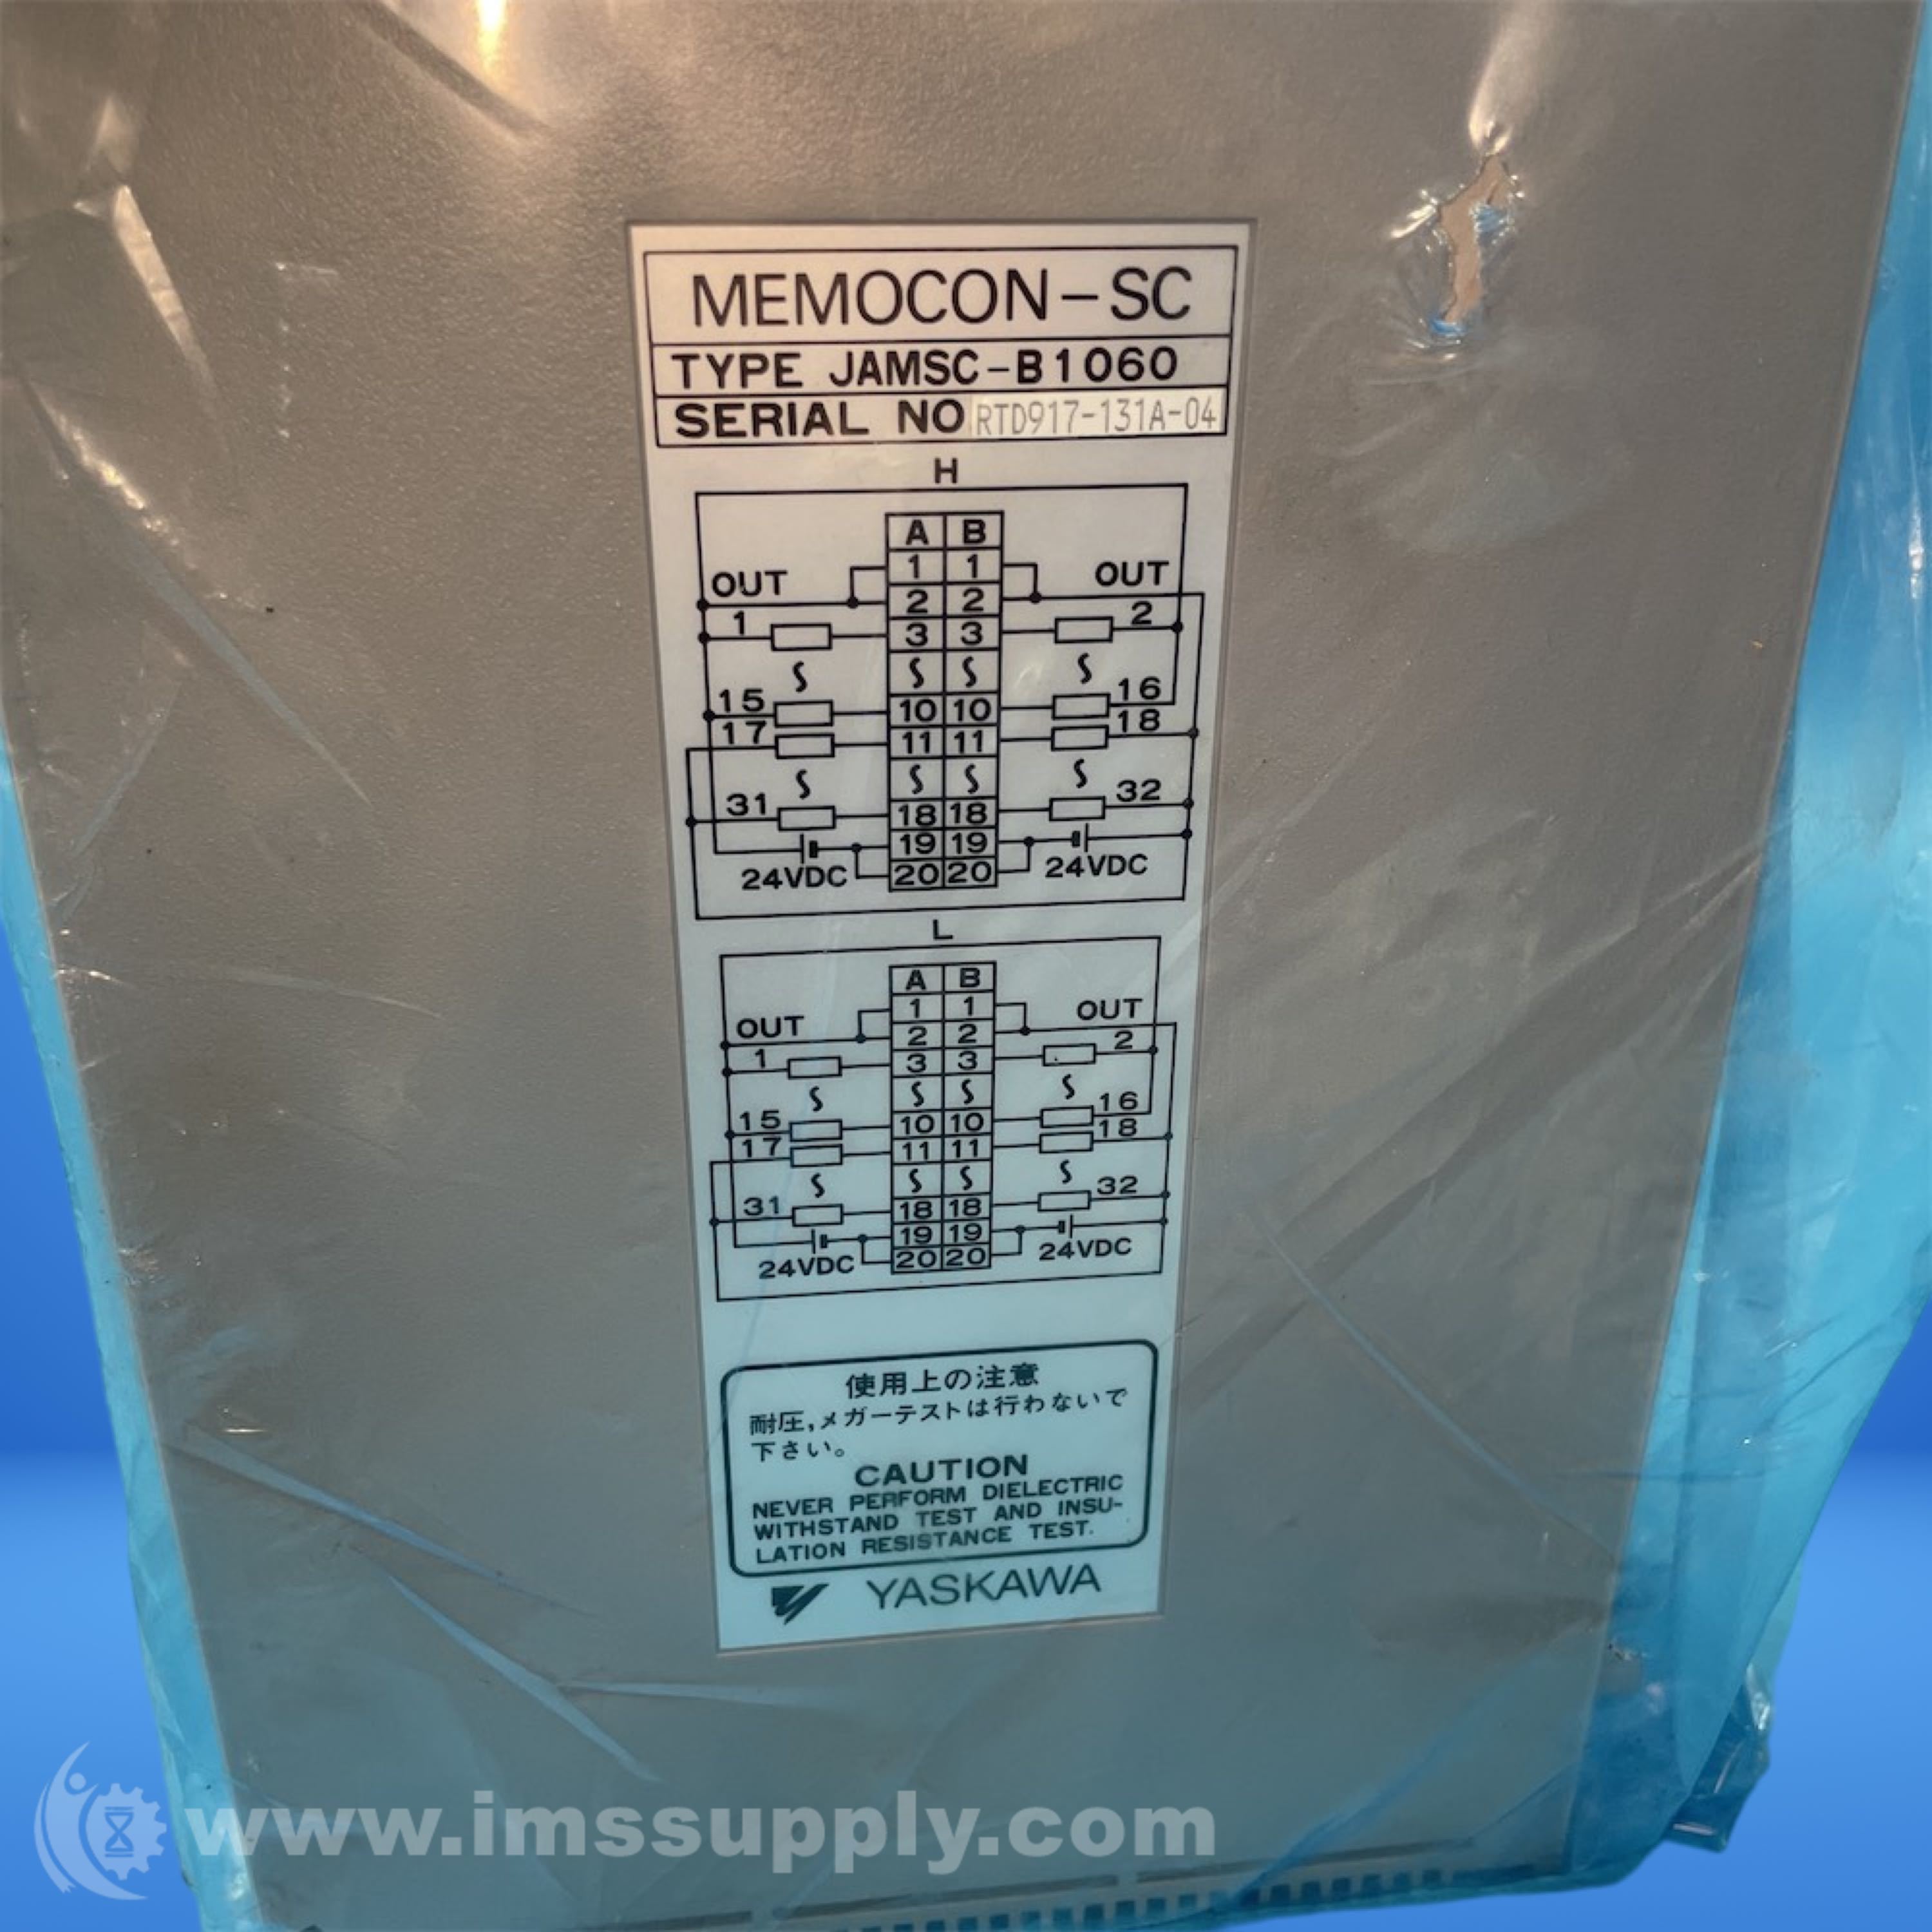 MEMOCON-SC
TYPE JAMSC-B1060
SERIAL NO RTD917-131A-04
H
A B
OUT 1 1 OUT
2 2
1 3 3 2
S S S S
15 10 10 16
17 11 11 18
S S S S
31 18 18 32
19 19
24VDC 20 20 24VDC
L
A B
OUT 1 1 OUT
2 2
1 3 3 2
S S S S
15 10 10 16
17 11 11 18
S S S S
31 18 18 32
19 19
24VDC 20 20 24VDC
使用上の注意
耐圧,メガーテストは行わないで
下さい。
CAUTION
NEVER PERFORM DIELECTRIC
WITHSTAND TEST AND INSU-
LATION RESISTANCE TEST.
YASKAWA
www.imssupply.com